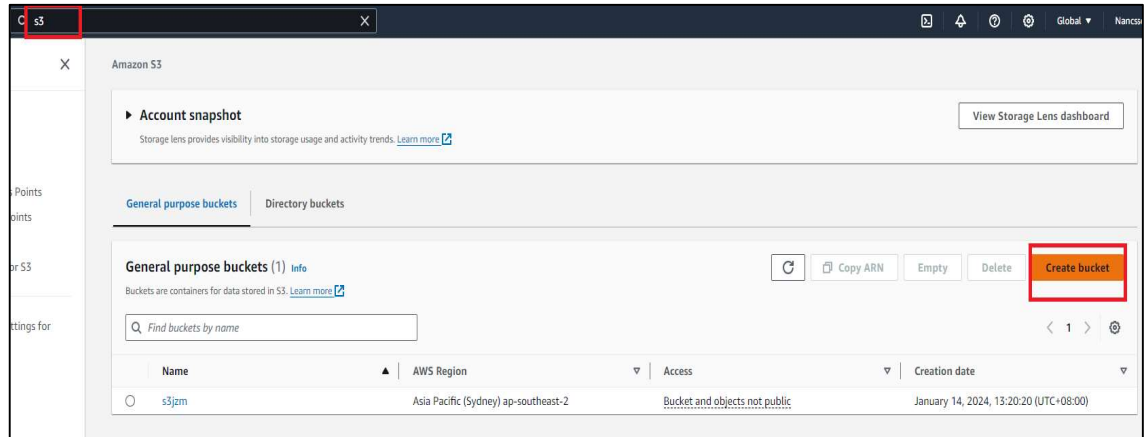 s3
Global Nancss
Amazon S3
Account snapshot
View Storage Lens dashboard
Storage lens provides visibility into storage usage and activity trends. Learn more
Points
oints
or S3
ttings for
General purpose buckets Directory buckets
General purpose buckets (1) Info
Copy ARN Empty Delete Create bucket
Buckets are containers for data stored in S3. Learn more
Find buckets by name
1
Name AWS Region Access Creation date
s3jzm Asia Pacific (Sydney) ap-southeast-2 Bucket and objects not public January 14, 2024, 13:20:20 (UTC+08:00)